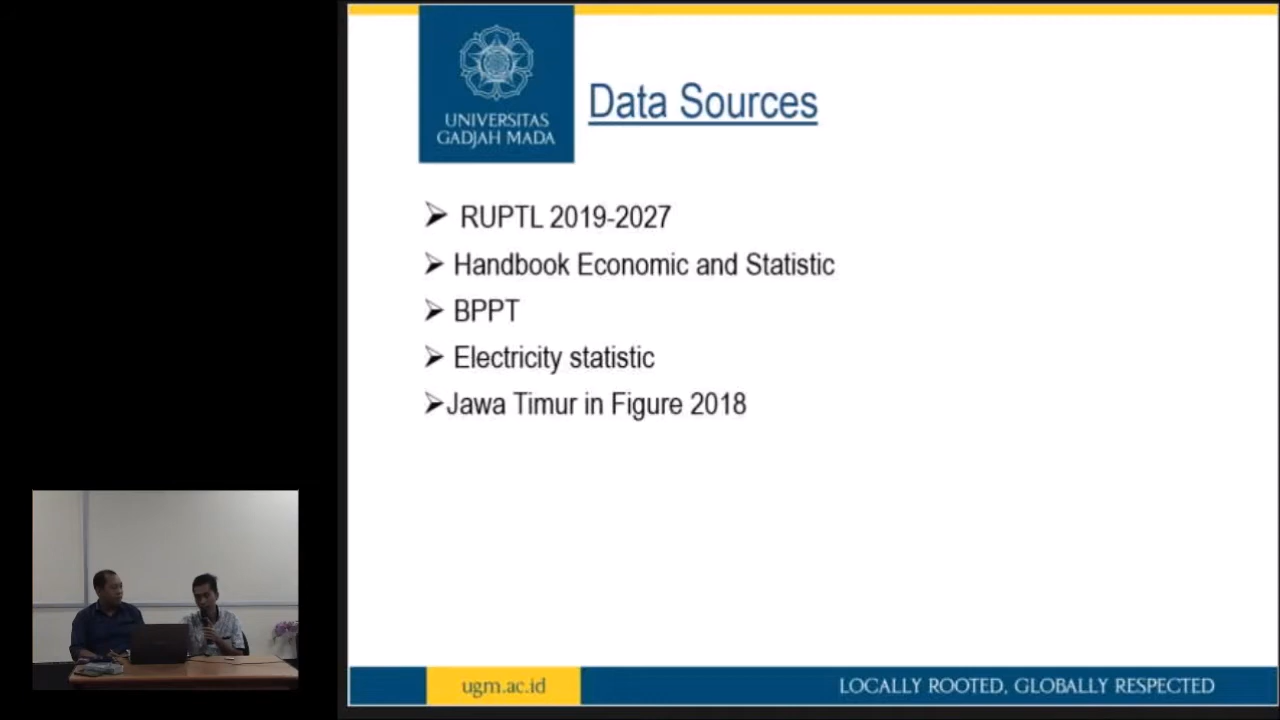 UNIVERSITAS
GADJAH MADA
Data Sources
RUPTL 2019-2027
Handbook Economic and Statistic
BPPT
Electricity statistic
Jawa Timur in Figure 2018
ugm.ac.id
LOCALLY ROOTED, GLOBALLY RESPECTED